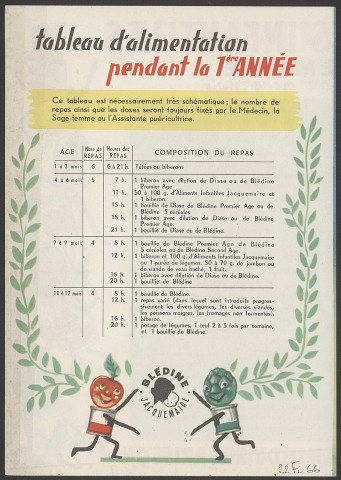 tableau d'alimentation
pendant la 1ère ANNÉE
Ce tableau est nécessairement très schématique ; le nombre de
repas ainsi que les doses seront toujours fixés par le Médecin, la
Sage-femme ou l'Assistante puéricultrice.
AGE Nbre de REPAS Heures des REPAS COMPOSITION DU REPAS
1 à 3 mois 6 6 à 21 h. Tétées ou biberons
4 à 6 mois 5 7 h. 1 biberon avec dilution de Diase ou de Blédine
Premier Age
11 h. 50 à 100 g. d'Aliments Infantiles Jacquemaire et
1 biberon.
15 h. 1 bouillie de Diase de Blédine Premier Age ou de
Blédine 5 céréales
18 h. 1 biberon avec dilution de Diase ou de Blédine
Premier Age.
21 h. 1 bouillie de Diase ou de Blédine.
7 à 9 mois 4 8 h. 1 bouillie de Blédine Premier Age de Blédine
5 céréales ou de Blédine Second Age.
12 h. 1 biberon et 100 g. d'Aliments Infantiles Jacquemaire
ou 1 purée de légumes. 50 à 70 g. de jambon ou
de viande de veau haché, 1 fruit.
16 h. 1 biberon avec dilution de Diase ou de Blédine.
20 h. 1 bouillie de Blédine
10 à 12 mois 4 8 h. 1 bouillie de Blédine.
12 h. 1 repas varié (dans lequel sont introduits progres-
sivement les divers légumes, les diverses viandes,
les poissons maigres, les fromages non fermentés).
16 h. 1 biberon.
20 h. 1 potage de légumes, 1 œuf 2 à 3 fois par semaine,
et 1 bouillie de Blédine.
BLÉDINE
JACQUEMAIRE
22 Fi 66